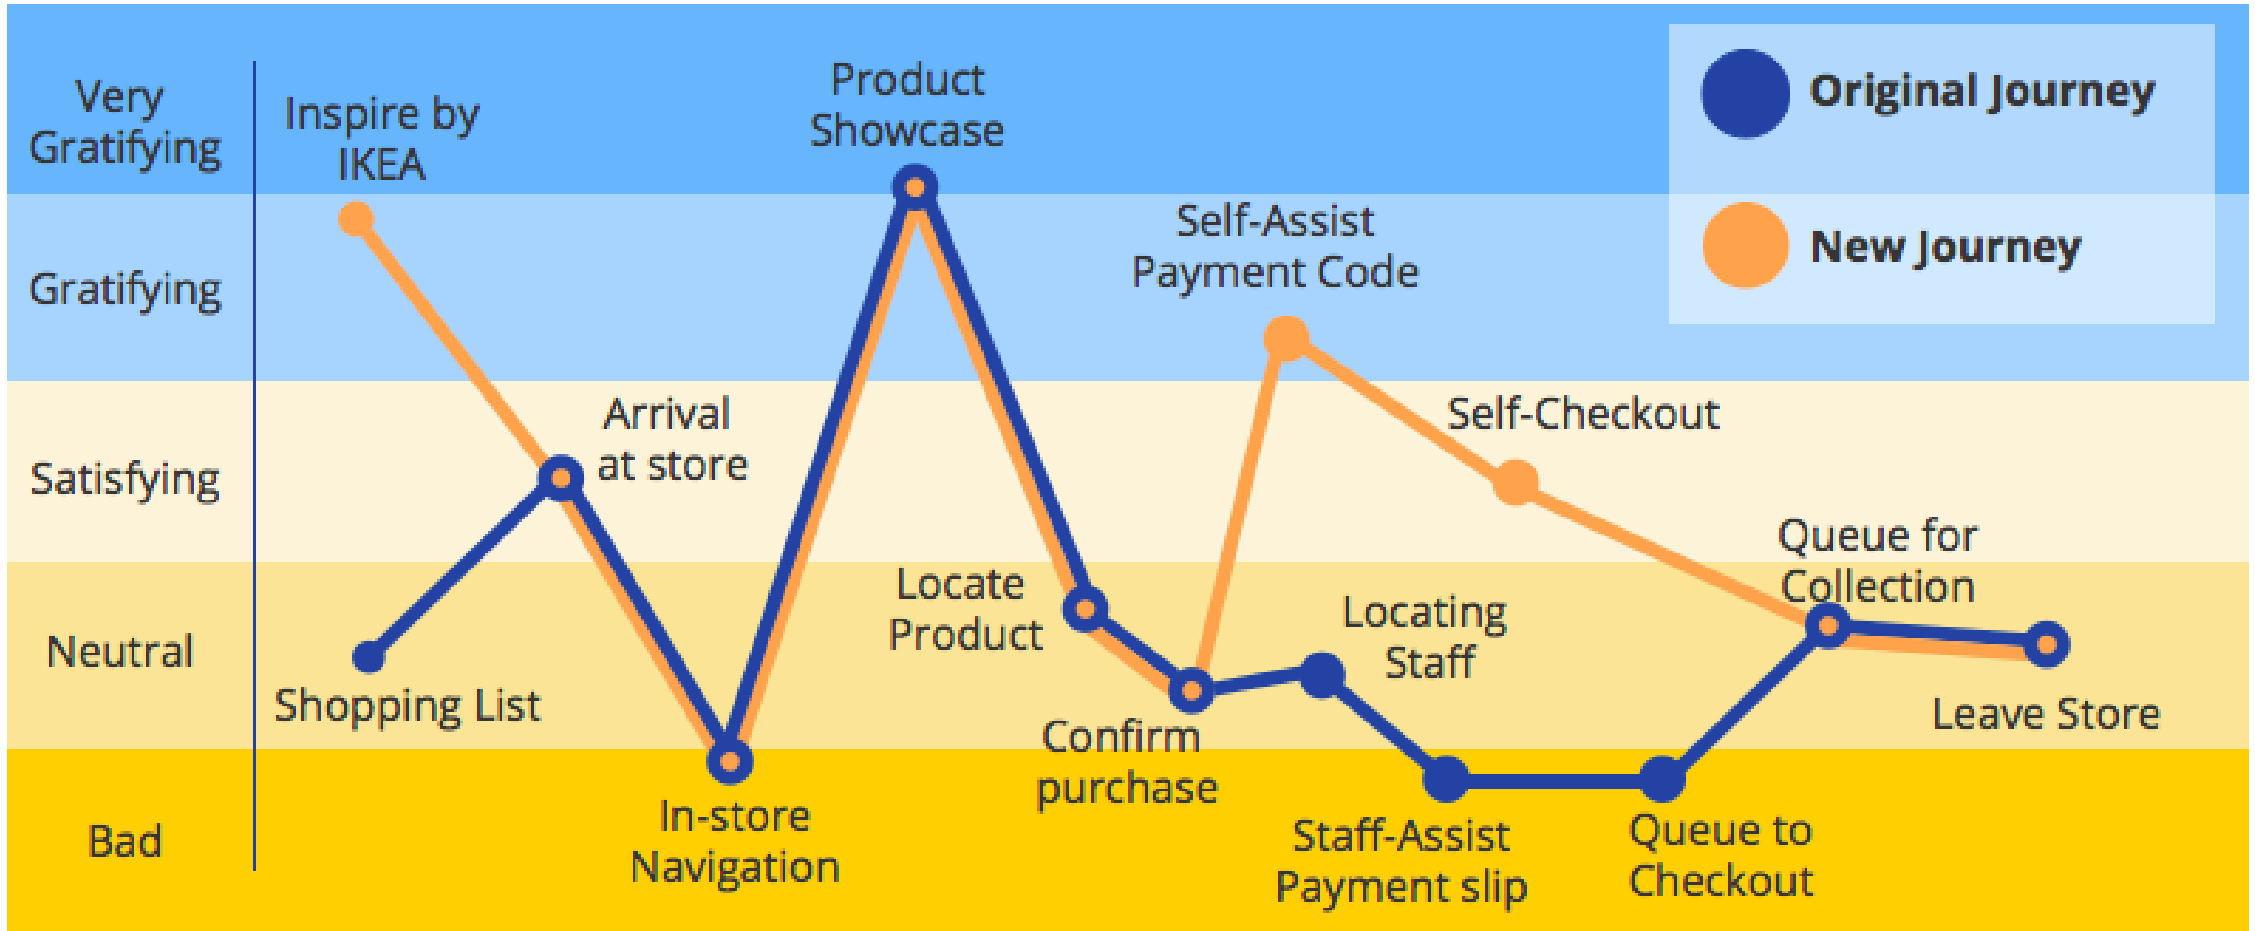 Very
Gratifying
Gratifying
Satisfying
Neutral
Bad
Inspire by
IKEA
Shopping List
Arrival
at store
In-store
Navigation
Product
Showcase
Locate
Product
Confirm
purchase
Self-Assist
Payment Code
Locating
Staff
Staff-Assist
Payment slip
Self-Checkout
Queue to
Checkout
Queue for
Collection
Leave Store
Original Journey
New Journey